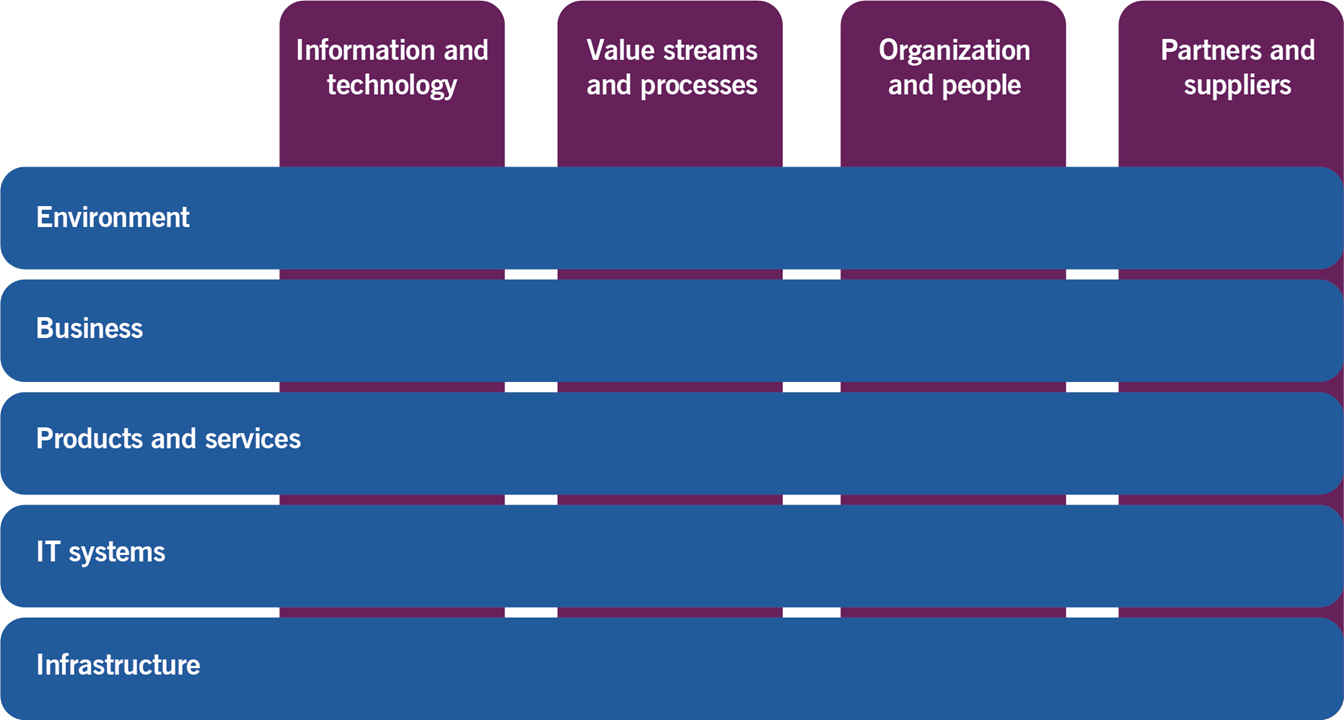 Information and
technology
Value streams
and processes
Organization
and people
Partners and
suppliers
Environment
Business
Products and services
IT systems
Infrastructure